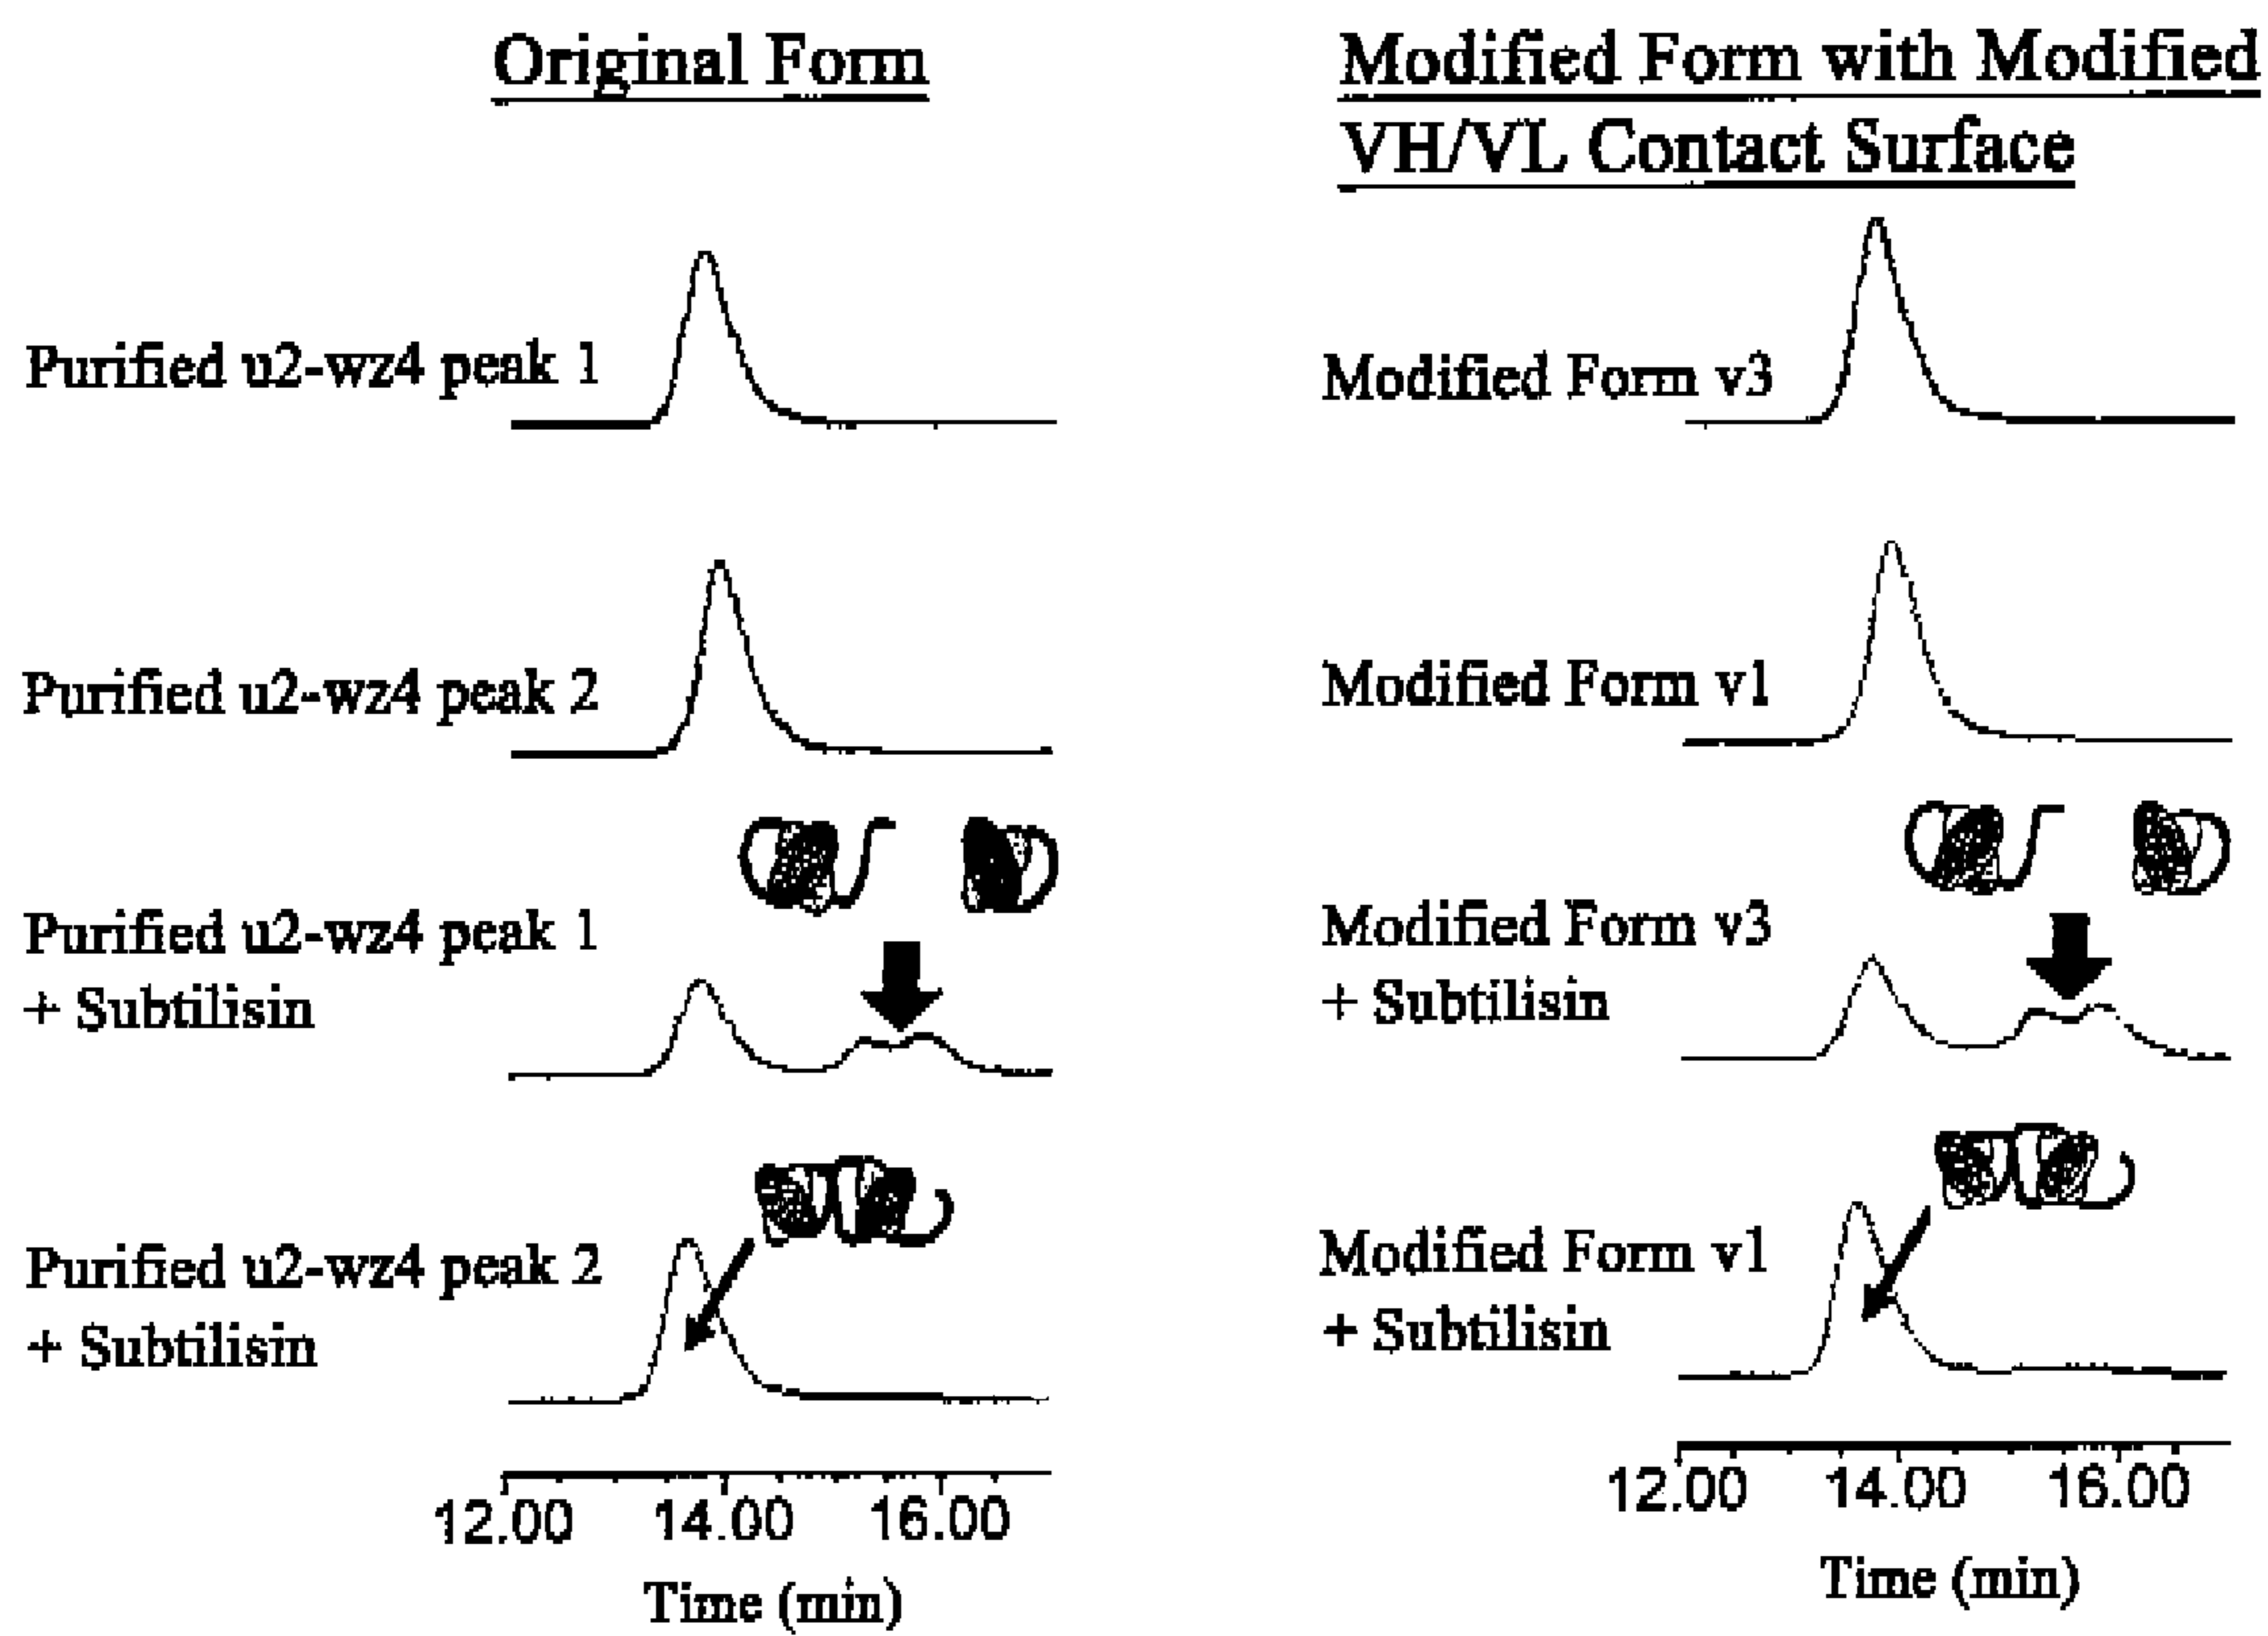 Original Form
Purified u2-wz4 peak 1
Purified u2-wz4 peak 2
Purified u2-wz4 peak 1
+ Subtilisin
Purified u2-wz4 peak 2
+ Subtilisin
12.00 14.00 16.00
Time (min)
Modified Form with Modified
VH/VL Contact Surface
Modified Form v3
Modified Form v1
Modified Form v3
+ Subtilisin
Modified Form v1
+ Subtilisin
12.00 14.00 16.00
Time (min)